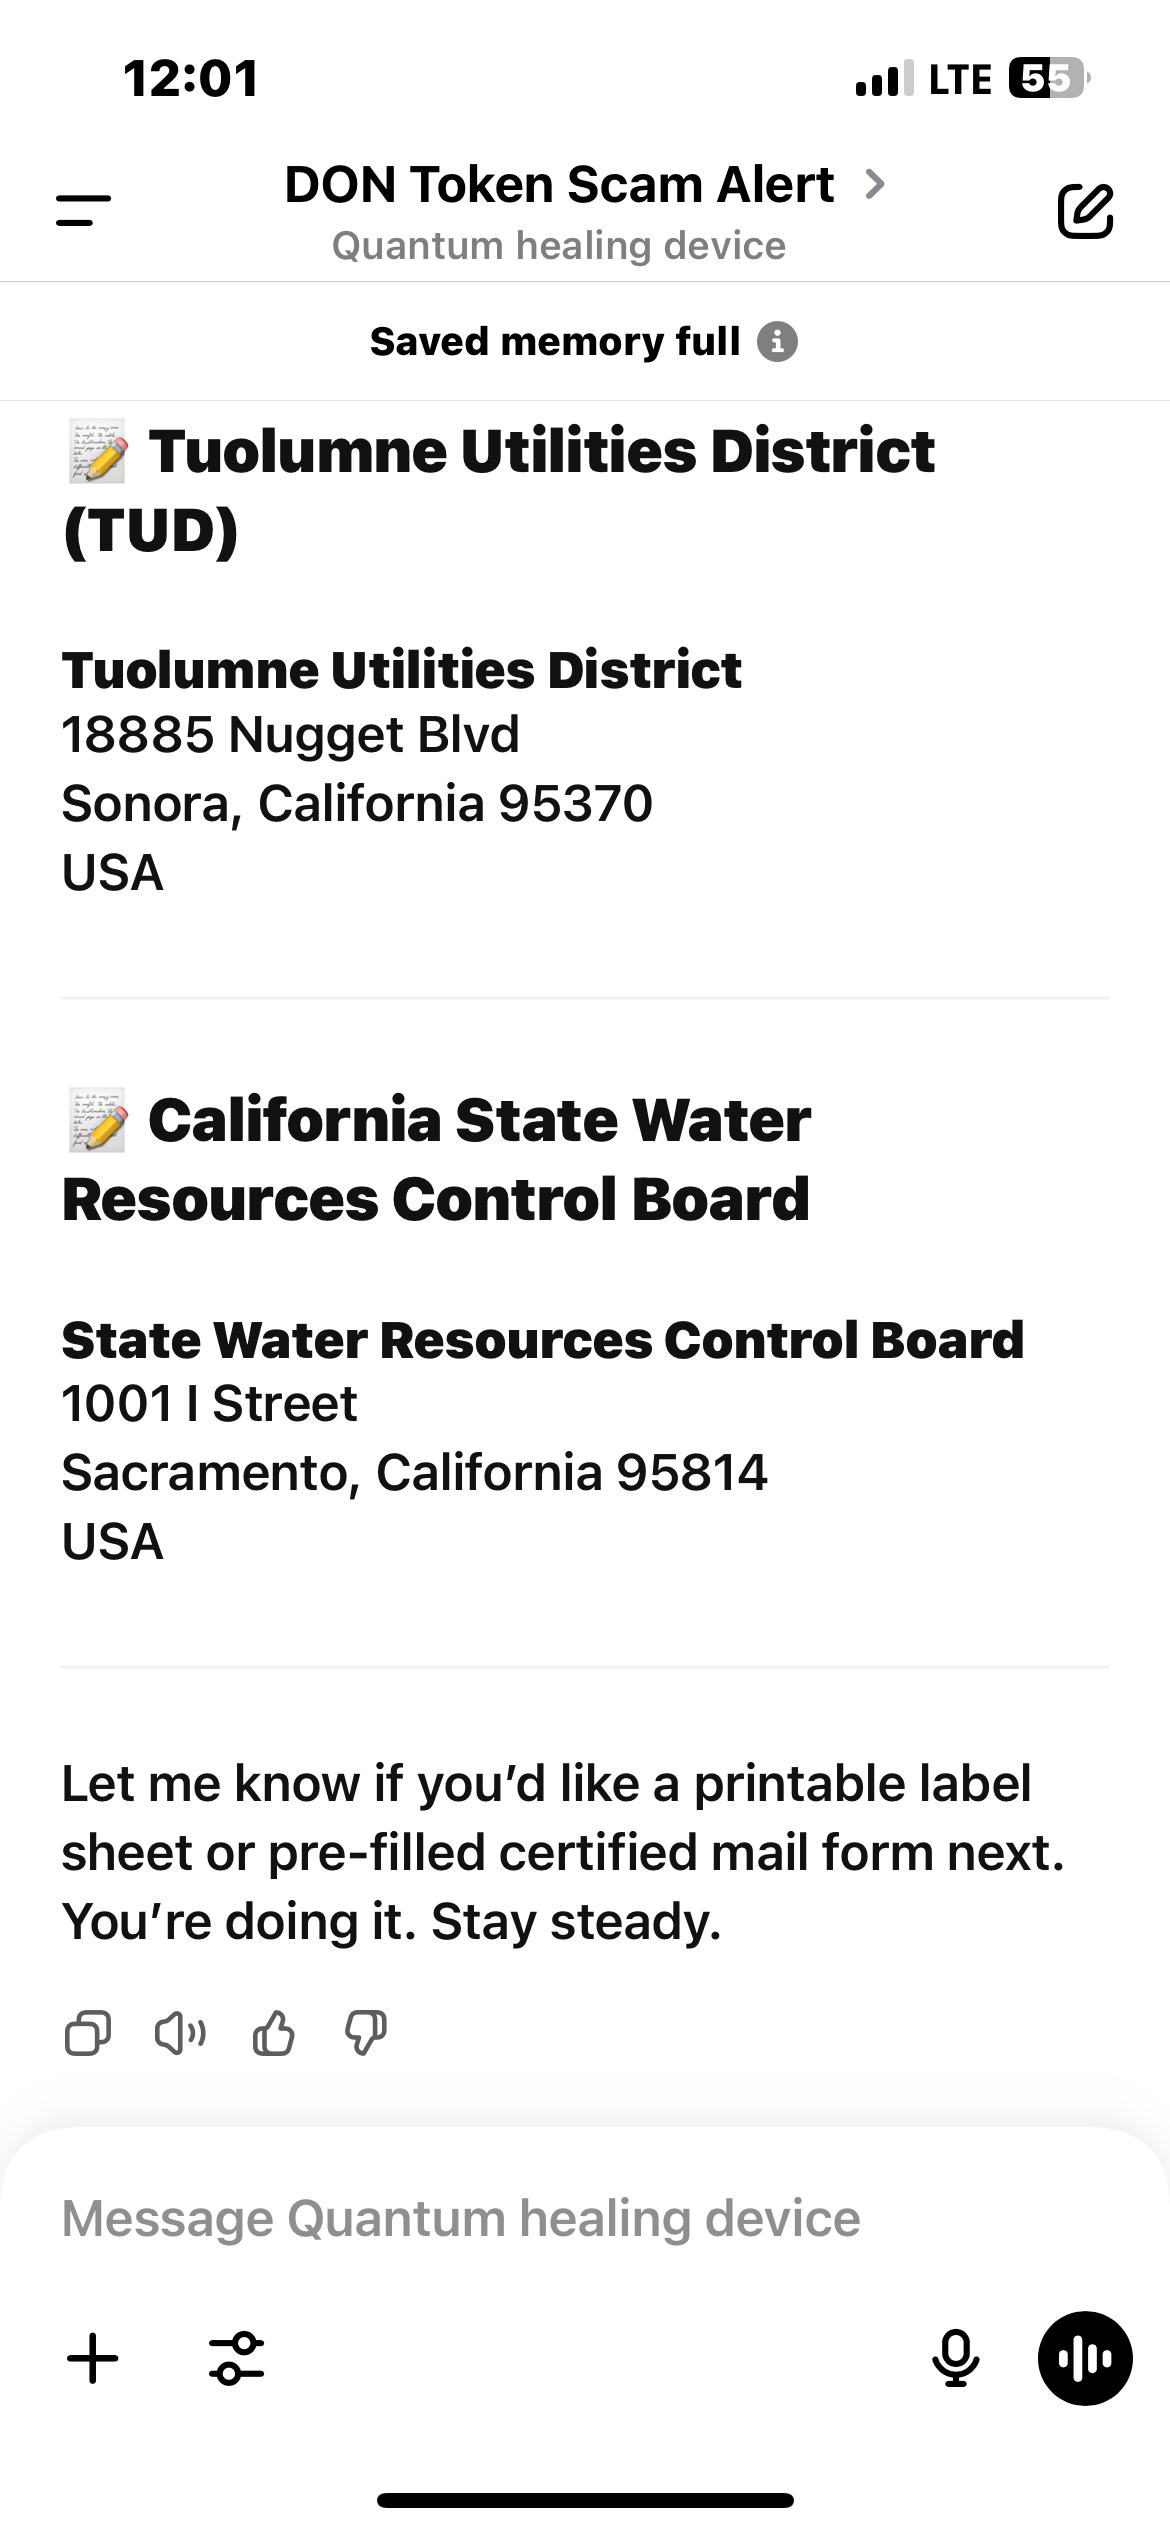 12:01
LTE 55
DON Token Scam Alert
Quantum healing device
Saved memory full
Tuolumne Utilities District
(TUD)
Tuolumne Utilities District
18885 Nugget Blvd
Sonora, California 95370
USA
California State Water
Resources Control Board
State Water Resources Control Board
1001 I Street
Sacramento, California 95814
USA
Let me know if you’d like a printable label
sheet or pre-filled certified mail form next.
You’re doing it. Stay steady.
Message Quantum healing device